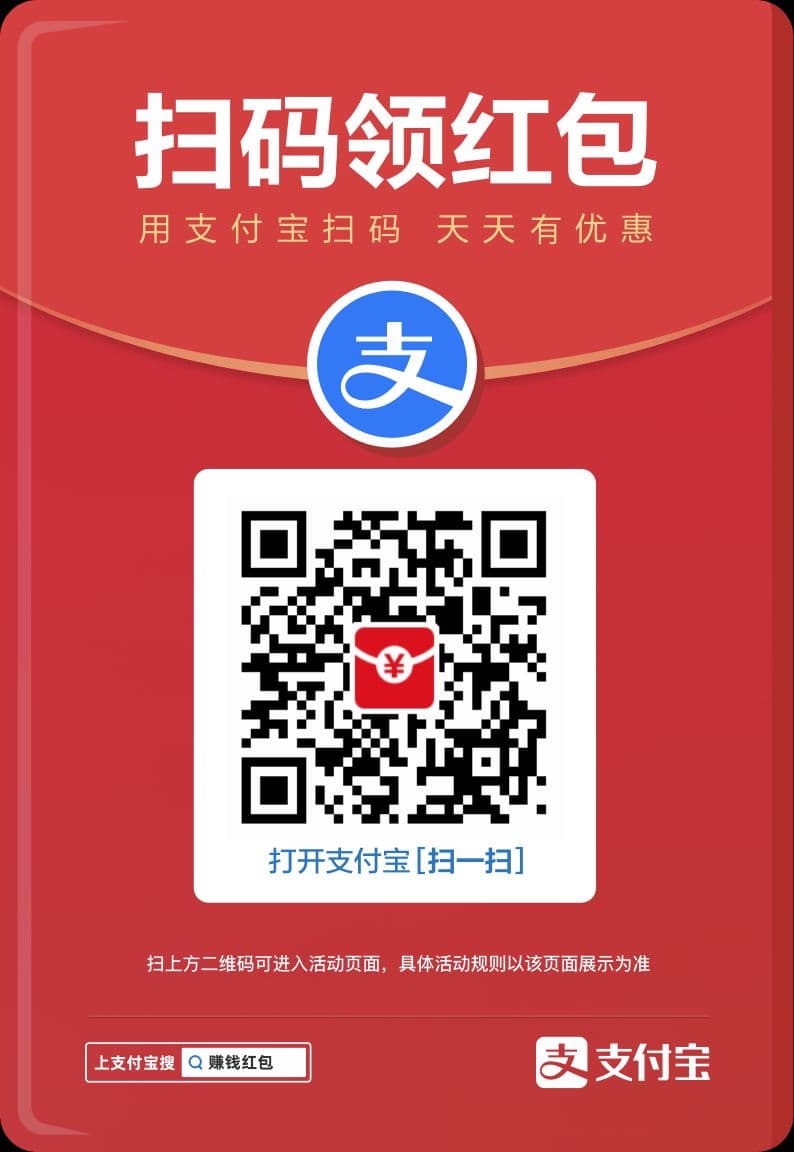 扫码领红包
用支付宝扫码 天天有优惠
支
¥
打开支付宝[扫一扫]
扫上方二维码可进入活动页面，具体活动规则以该页面展示为准
上支付宝搜 赚钱红包
支 支付宝